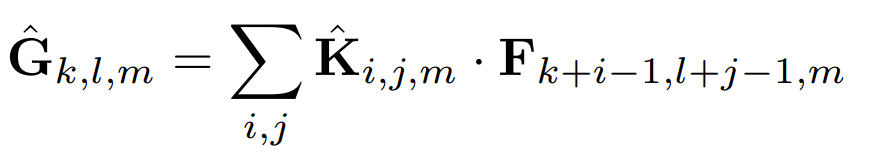 Ĝ_{k,l,m} = ∑_{i,j} K̂_{i,j,m} · F_{k+i−1,l+j−1,m}